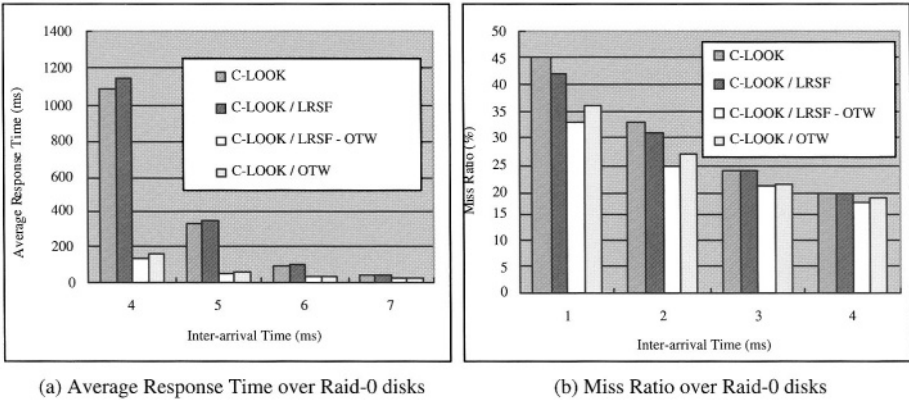 1400
1200
1000
800
600
400
200
0
Average Response Time (ms)
C-LOOK
C-LOOK / LRSF
C-LOOK / LRSF - OTW
C-LOOK / OTW
4 5 6 7
Inter-arrival Time (ms)
50
45
40
35
30
25
20
15
10
5
0
Miss Ratio (%)
C-LOOK
C-LOOK / LRSF
C-LOOK / LRSF - OTW
C-LOOK / OTW
1 2 3 4
Inter-arrival Time (ms)
(a) Average Response Time over Raid-0 disks
(b) Miss Ratio over Raid-0 disks